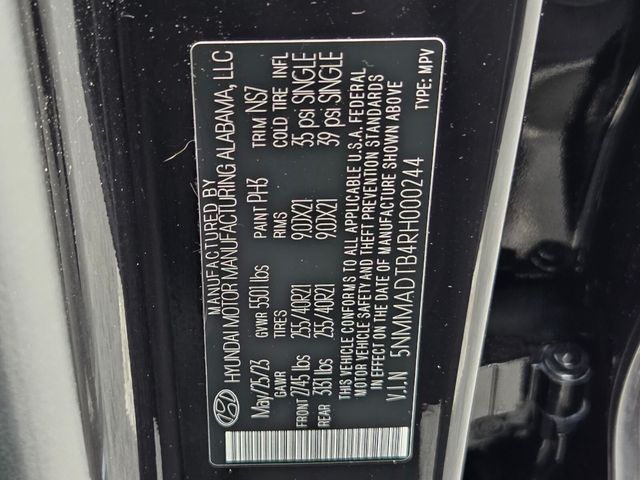 MANUFACTURED BY
HYUNDAI MOTOR MANUFACTURING ALABAMA, LLC
May/25/23 GVWR 5501 lbs PAINT PH3 TRIM NS7
GAWR TIRES RIMS COLD TIRE INFL
FRONT 2745 lbs 255/40R21 9.0JX21 35 psi SINGLE
REAR 3131 lbs 255/40R21 9.0JX21 39 psi SINGLE
THIS VEHICLE CONFORMS TO ALL APPLICABLE U.S.A. FEDERAL
MOTOR VEHICLE SAFETY AND THEFT PREVENTION STANDARDS
IN EFFECT ON THE DATE OF MANUFACTURE SHOWN ABOVE
V.I.N 5NMMADTB4RH000244 TYPE: MPV